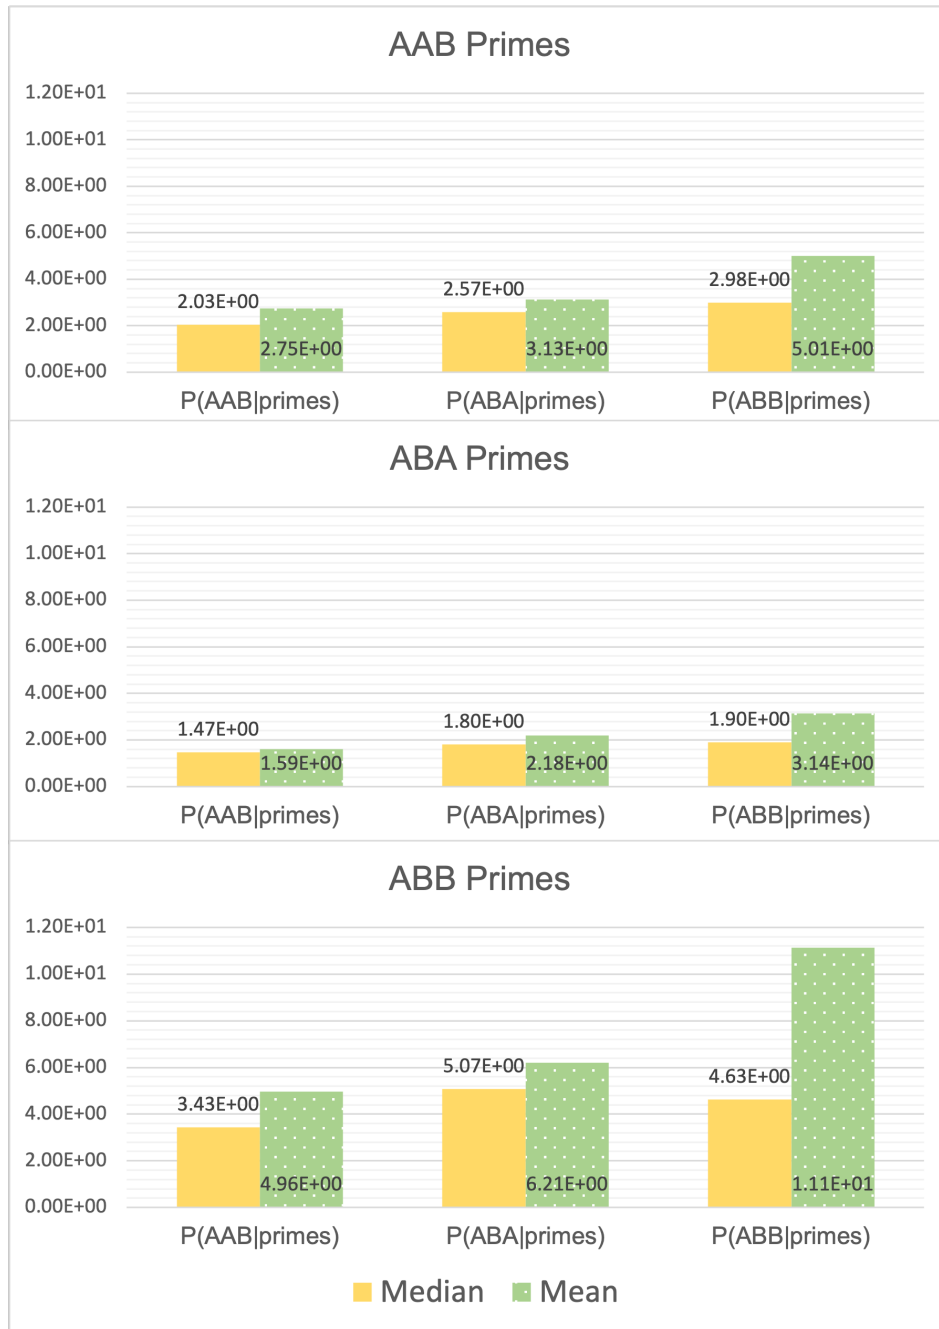 AAB Primes
1.20E+01
1.00E+01
8.00E+00
6.00E+00
4.00E+00
2.00E+00
0.00E+00
2.03E+00
2.75E+00
2.57E+00
3.13E+00
2.98E+00
5.01E+00
P(AAB|primes)
P(ABA|primes)
P(ABB|primes)
ABA Primes
1.20E+01
1.00E+01
8.00E+00
6.00E+00
4.00E+00
2.00E+00
0.00E+00
1.47E+00
1.59E+00
1.80E+00
2.18E+00
1.90E+00
3.14E+00
P(AAB|primes)
P(ABA|primes)
P(ABB|primes)
ABB Primes
1.20E+01
1.00E+01
8.00E+00
6.00E+00
4.00E+00
2.00E+00
0.00E+00
3.43E+00
4.96E+00
5.07E+00
6.21E+00
4.63E+00
1.11E+01
P(AAB|primes)
P(ABA|primes)
P(ABB|primes)
Median
Mean